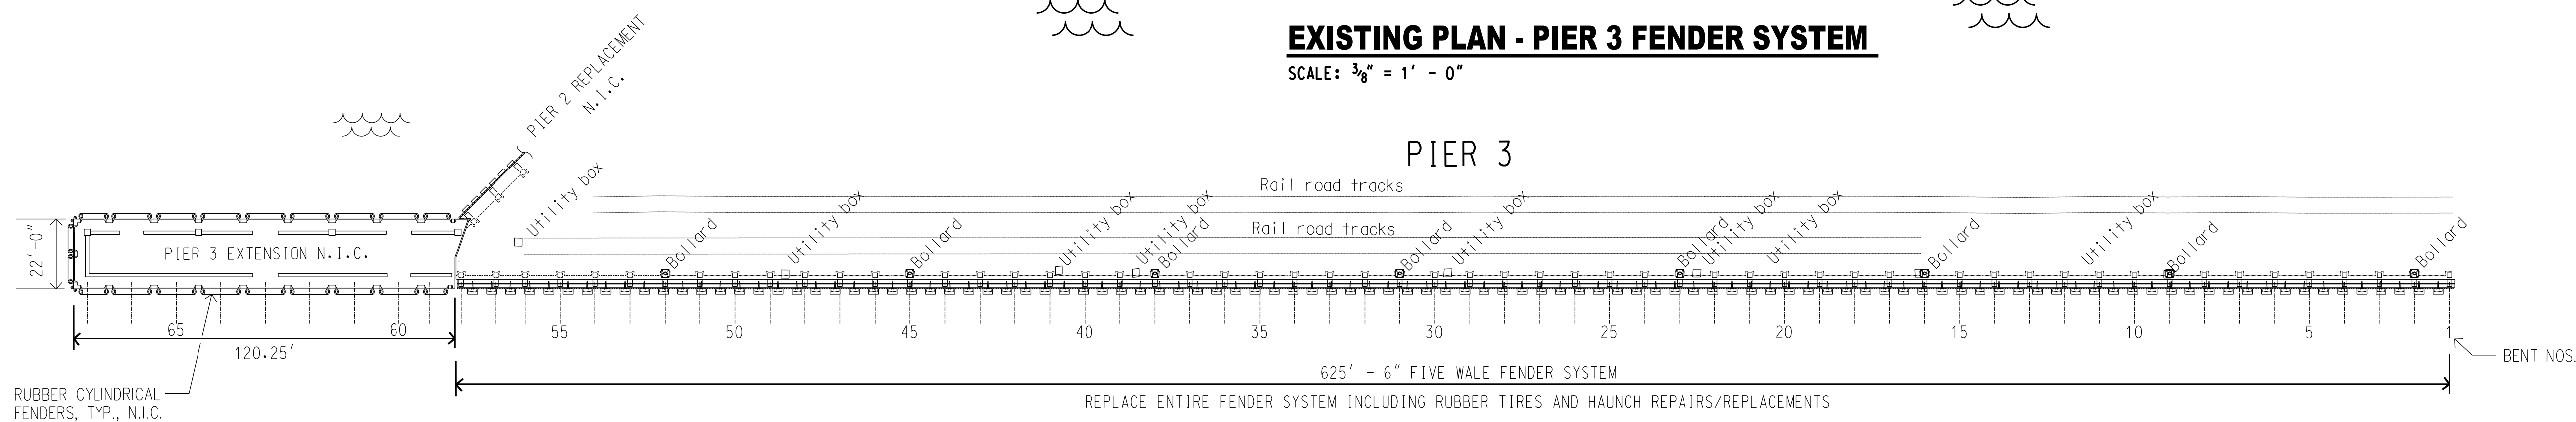 EXISTING PLAN - PIER 3 FENDER SYSTEM
SCALE: 3/8" = 1' - 0"
PIER 2 REPLACEMENT
N.I.C.
PIER 3
Rail road tracks
Rail road tracks
Utility box
Bollard
Utility box
Bollard
Utility box
Utility box
Bollard
Bollard
Utility box
Bollard
Utility box
Utility box
Bollard
Utility box
Bollard
Bollard
22'-0"
PIER 3 EXTENSION N.I.C.
65 60 55 50 45 40 35 30 25 20 15 10 5 1
120.25'
BENT NOS.
625' - 6" FIVE WALE FENDER SYSTEM
REPLACE ENTIRE FENDER SYSTEM INCLUDING RUBBER TIRES AND HAUNCH REPAIRS/REPLACEMENTS
RUBBER CYLINDRICAL
FENDERS, TYP., N.I.C.